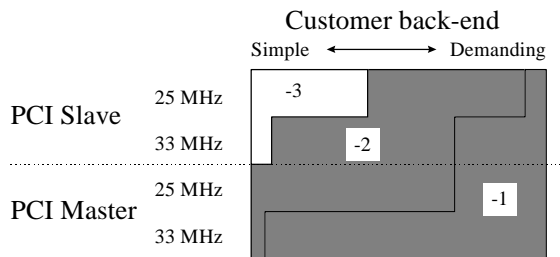 Customer back-end
Simple Demanding
25 MHz -3
PCI Slave
33 MHz -2
25 MHz
PCI Master -1
33 MHz